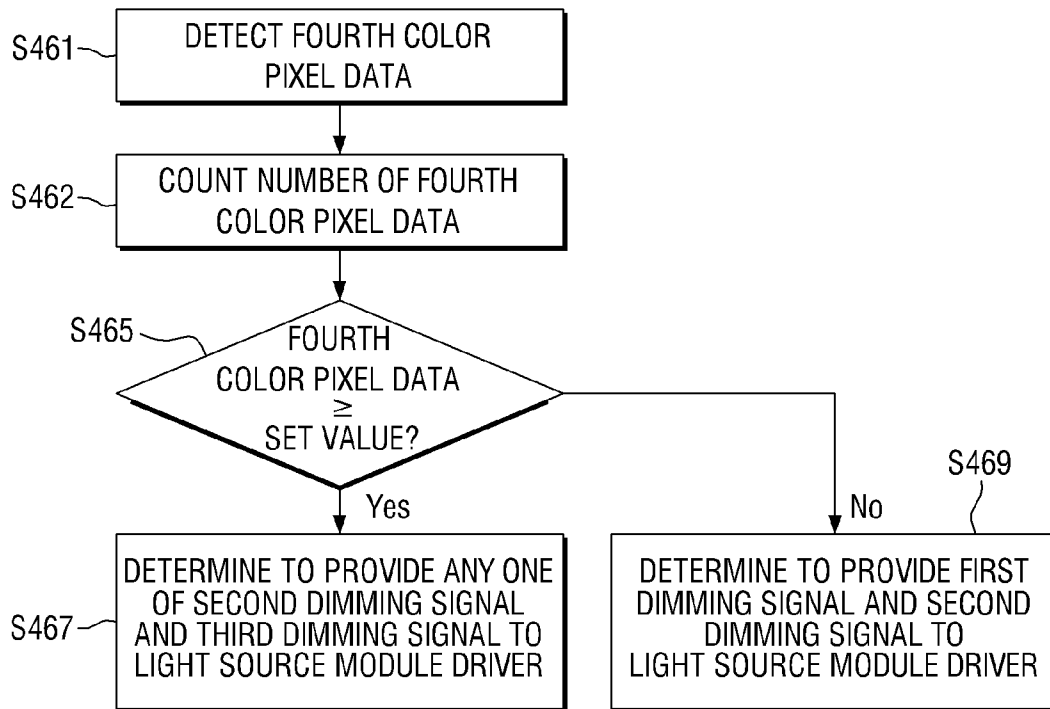 S461
DETECT FOURTH COLOR
PIXEL DATA
S462
COUNT NUMBER OF FOURTH
COLOR PIXEL DATA
S465
FOURTH
COLOR PIXEL DATA
≥
SET VALUE?
Yes
No
S467
DETERMINE TO PROVIDE ANY ONE
OF SECOND DIMMING SIGNAL
AND THIRD DIMMING SIGNAL TO
LIGHT SOURCE MODULE DRIVER
S469
DETERMINE TO PROVIDE FIRST
DIMMING SIGNAL AND SECOND
DIMMING SIGNAL TO
LIGHT SOURCE MODULE DRIVER